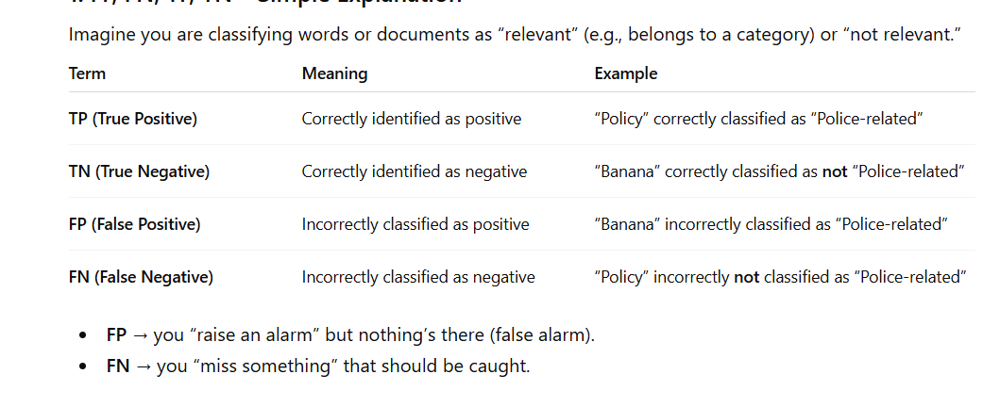 Imagine you are classifying words or documents as “relevant” (e.g., belongs to a category) or “not relevant.”
Term Meaning Example
TP (True Positive) Correctly identified as positive “Policy” correctly classified as “Police-related”
TN (True Negative) Correctly identified as negative “Banana” correctly classified as not “Police-related”
FP (False Positive) Incorrectly classified as positive “Banana” incorrectly classified as “Police-related”
FN (False Negative) Incorrectly classified as negative “Policy” incorrectly not classified as “Police-related”
• FP → you “raise an alarm” but nothing’s there (false alarm).
• FN → you “miss something” that should be caught.